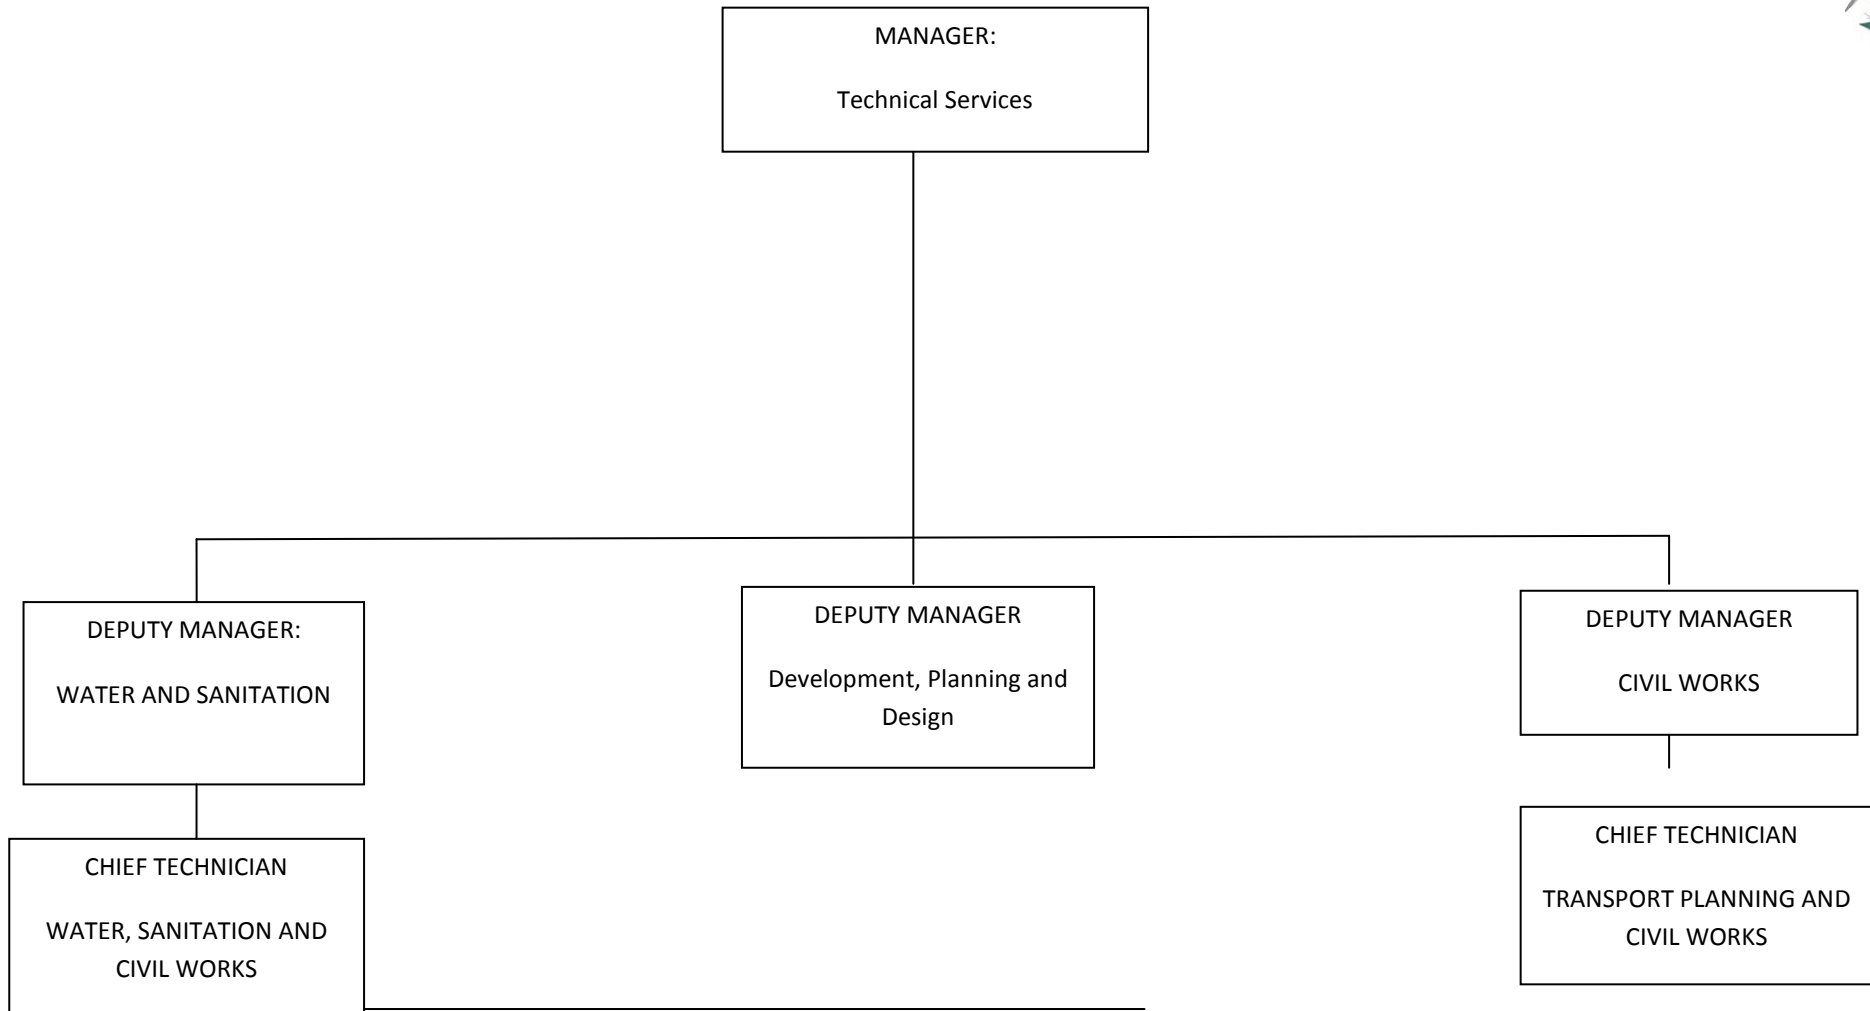 MANAGER:
Technical Services
DEPUTY MANAGER:
WATER AND SANITATION
DEPUTY MANAGER
Development, Planning and
Design
DEPUTY MANAGER
CIVIL WORKS
CHIEF TECHNICIAN
WATER, SANITATION AND
CIVIL WORKS
CHIEF TECHNICIAN
TRANSPORT PLANNING AND
CIVIL WORKS